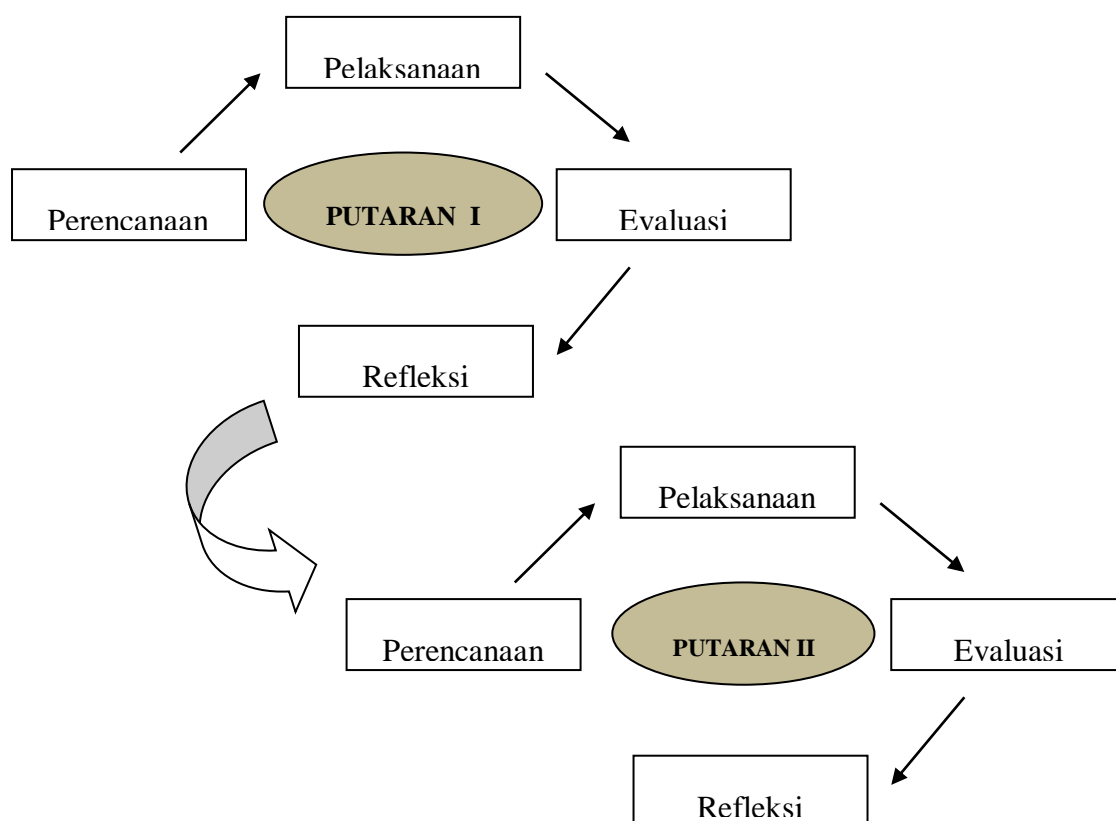 Pelaksanaan
Perencanaan
PUTARAN I
Evaluasi
Refleksi
Pelaksanaan
Perencanaan
PUTARAN II
Evaluasi
Refleksi